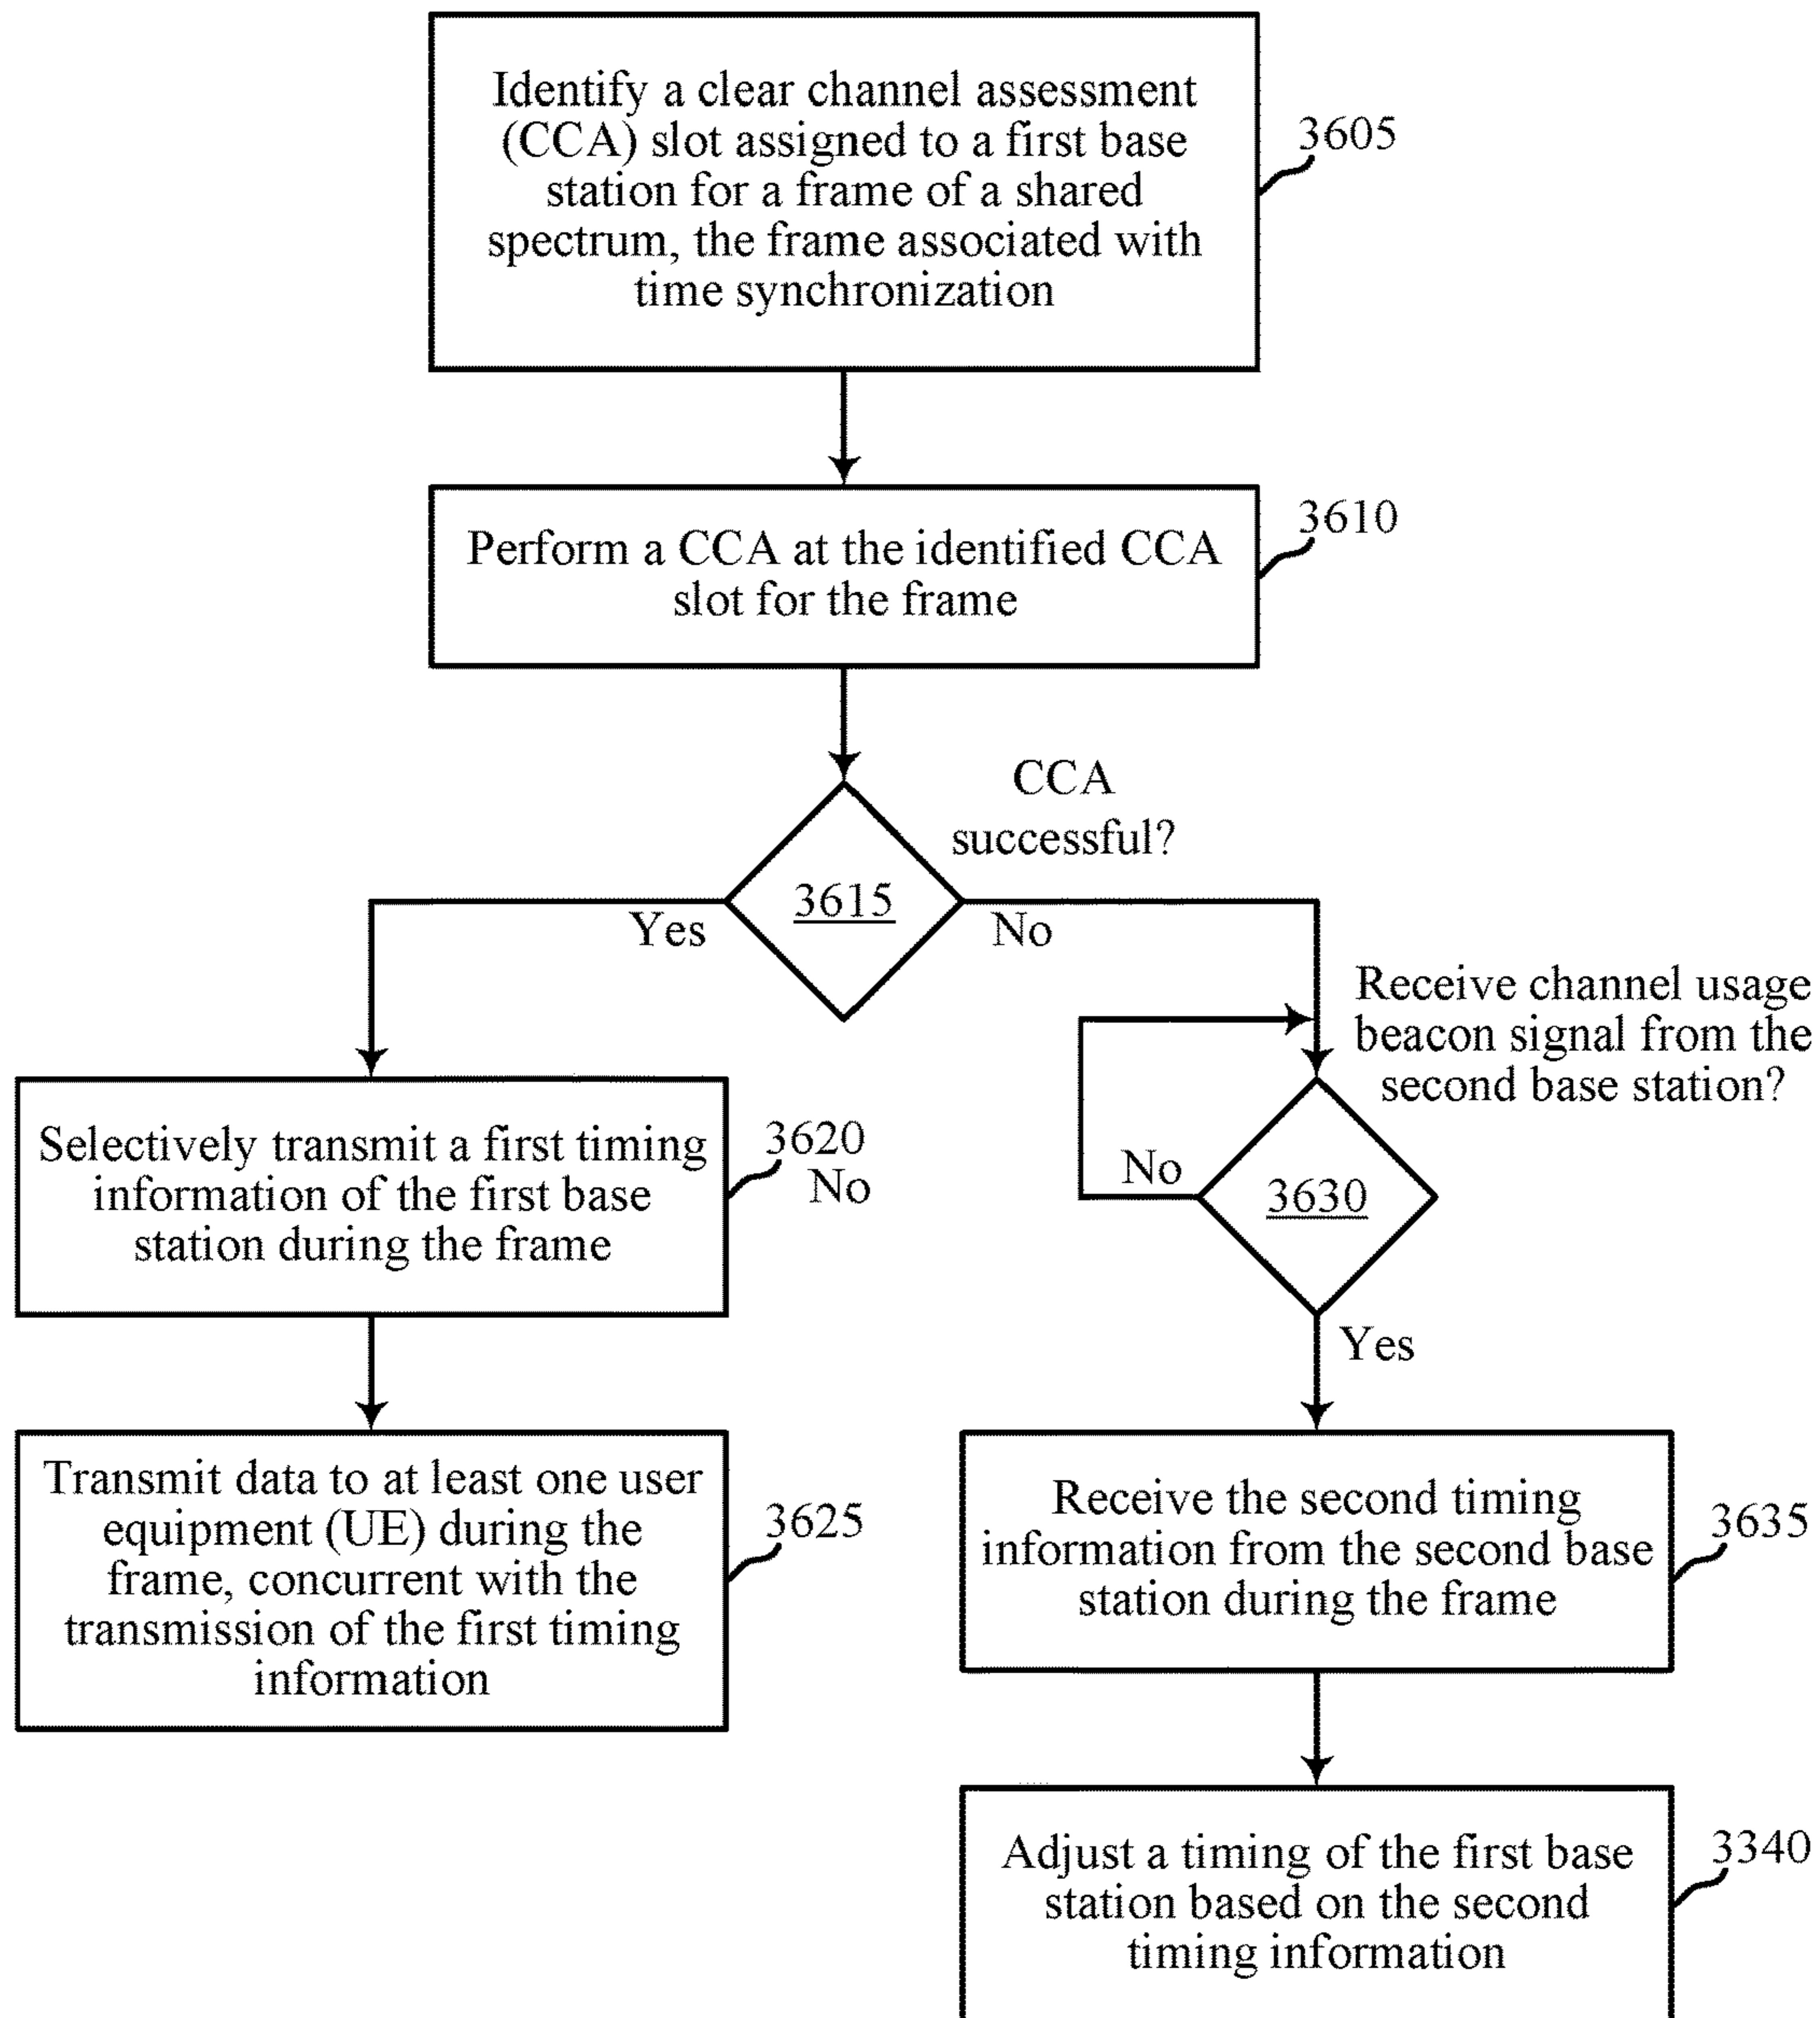 Identify a clear channel assessment
(CCA) slot assigned to a first base
station for a frame of a shared
spectrum, the frame associated with
time synchronization
3605
Perform a CCA at the identified CCA
slot for the frame
3610
CCA
successful?
3615
Yes
No
Receive channel usage
beacon signal from the
second base station?
3630
No
Yes
Selectively transmit a first timing
information of the first base
station during the frame
3620
No
Transmit data to at least one user
equipment (UE) during the
frame, concurrent with the
transmission of the first timing
information
3625
Receive the second timing
information from the second base
station during the frame
3635
Adjust a timing of the first base
station based on the second
timing information
3340